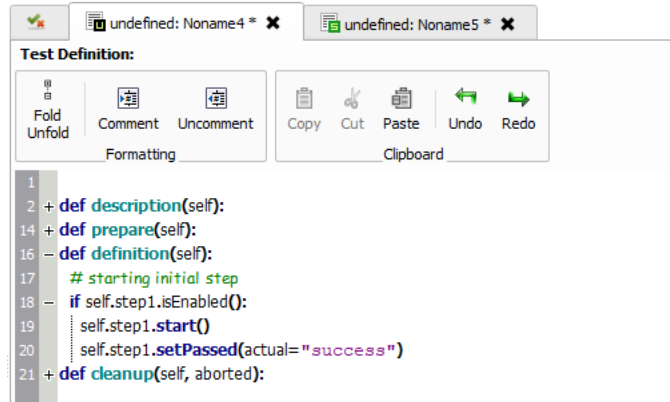 undefined: Noname4 * ✖ undefined: Noname5 * ✖
Test Definition:
Fold Unfold Comment Uncomment Copy Cut Paste Undo Redo
Formatting Clipboard
1
2 + def description(self):
14 + def prepare(self):
16 − def definition(self):
17 # starting initial step
18 − if self.step1.isEnabled():
19 self.step1.start()
20 self.step1.setPassed(actual="success")
21 + def cleanup(self, aborted):